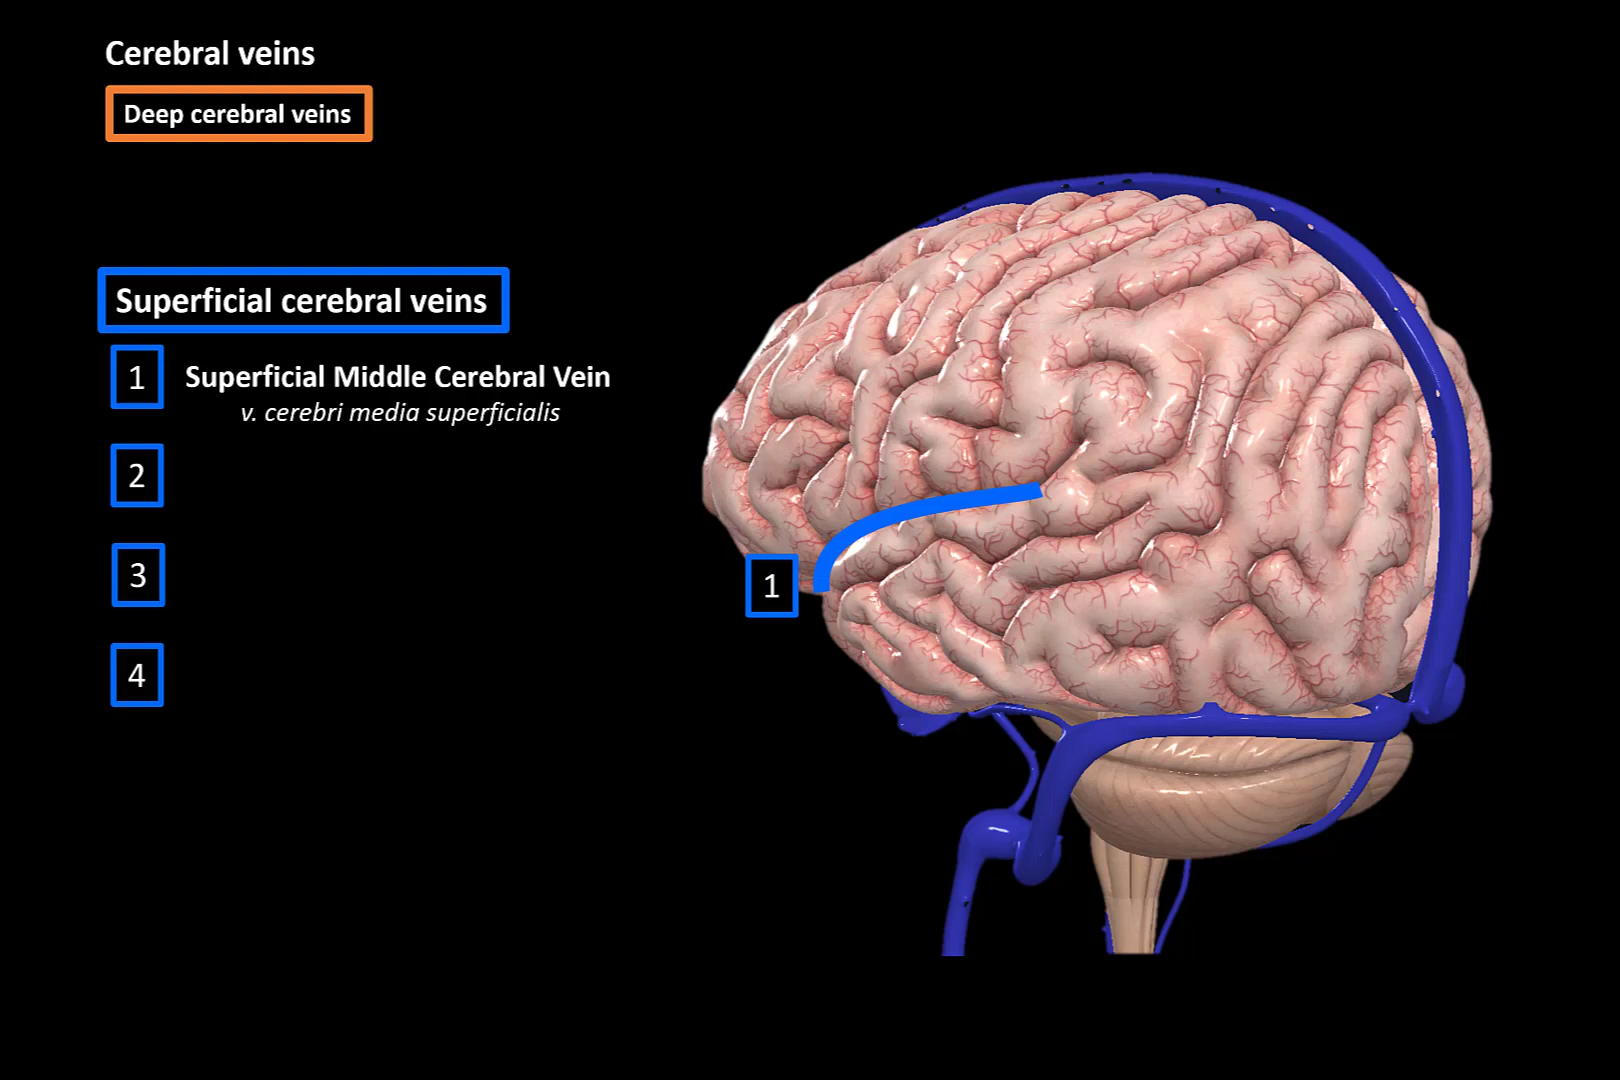 Cerebral veins
Deep cerebral veins
Superficial cerebral veins
1 Superficial Middle Cerebral Vein
v. cerebri media superficialis
2
3
4
1